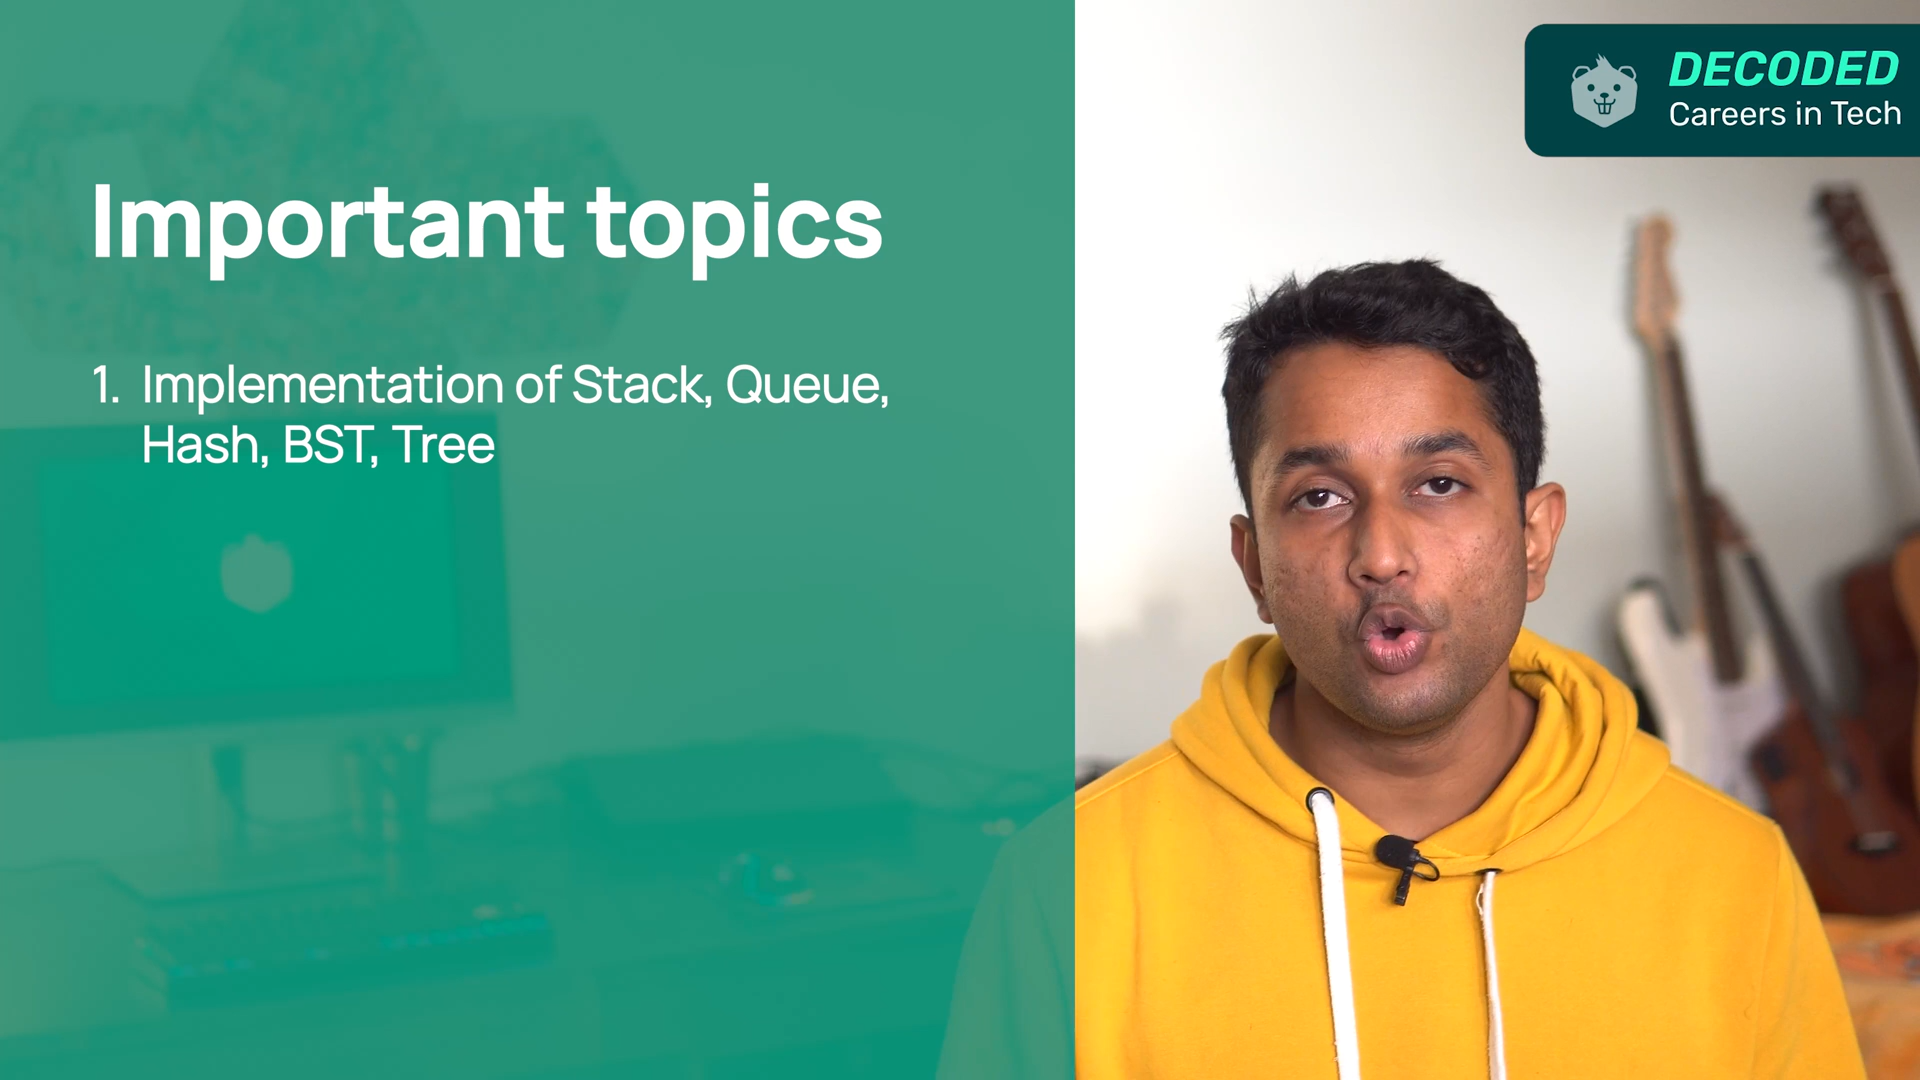 DECODED
Careers in Tech
Important topics
1. Implementation of Stack, Queue,
Hash, BST, Tree